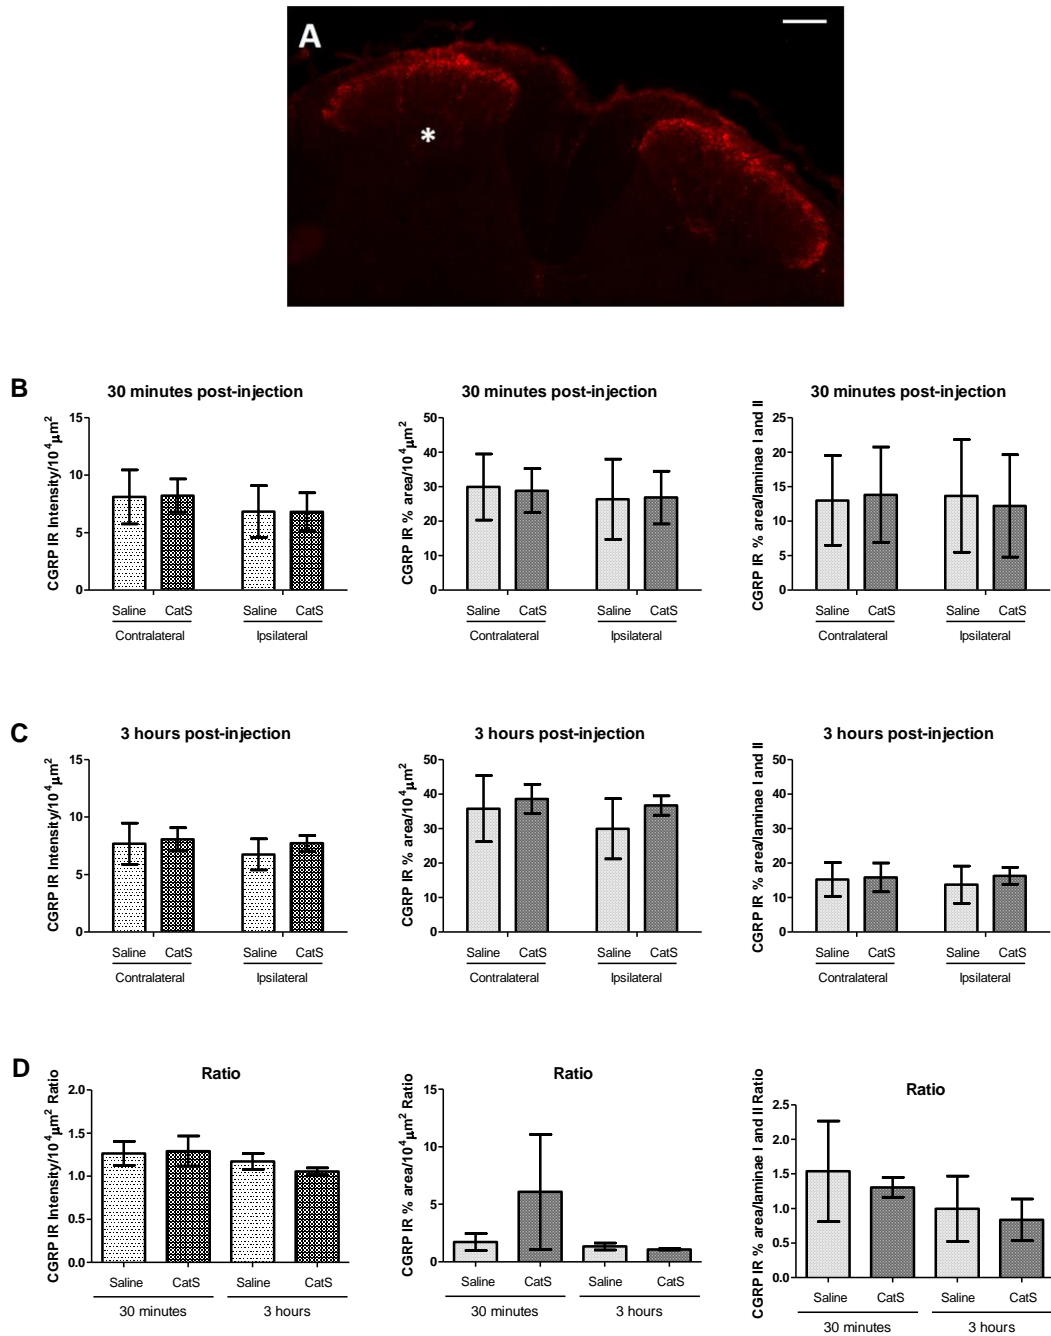 A
*
B
30 minutes post-injection
CGRP IR Intensity/10⁴µm²
15
10
5
0
Saline CatS Saline CatS
Contralateral Ipsilateral
30 minutes post-injection
CGRP IR % area/10⁴µm²
50
40
30
20
10
0
Saline CatS Saline CatS
Contralateral Ipsilateral
30 minutes post-injection
CGRP IR % area/laminae I and II
25
20
15
10
5
0
Saline CatS Saline CatS
Contralateral Ipsilateral
C
3 hours post-injection
CGRP IR Intensity/10⁴µm²
15
10
5
0
Saline CatS Saline CatS
Contralateral Ipsilateral
3 hours post-injection
CGRP IR % area/10⁴µm²
50
40
30
20
10
0
Saline CatS Saline CatS
Contralateral Ipsilateral
3 hours post-injection
CGRP IR % area/laminae I and II
50
40
30
20
10
0
Saline CatS Saline CatS
Contralateral Ipsilateral
D
Ratio
CGRP IR Intensity/10⁴µm² Ratio
2.0
1.5
1.0
0.5
0.0
Saline CatS Saline CatS
30 minutes 3 hours
Ratio
CGRP IR % area/10⁴µm² Ratio
15
10
5
0
Saline CatS Saline CatS
30 minutes 3 hours
Ratio
CGRP IR % area/laminae I and II Ratio
2.5
2.0
1.5
1.0
0.5
0.0
Saline CatS Saline CatS
30 minutes 3 hours